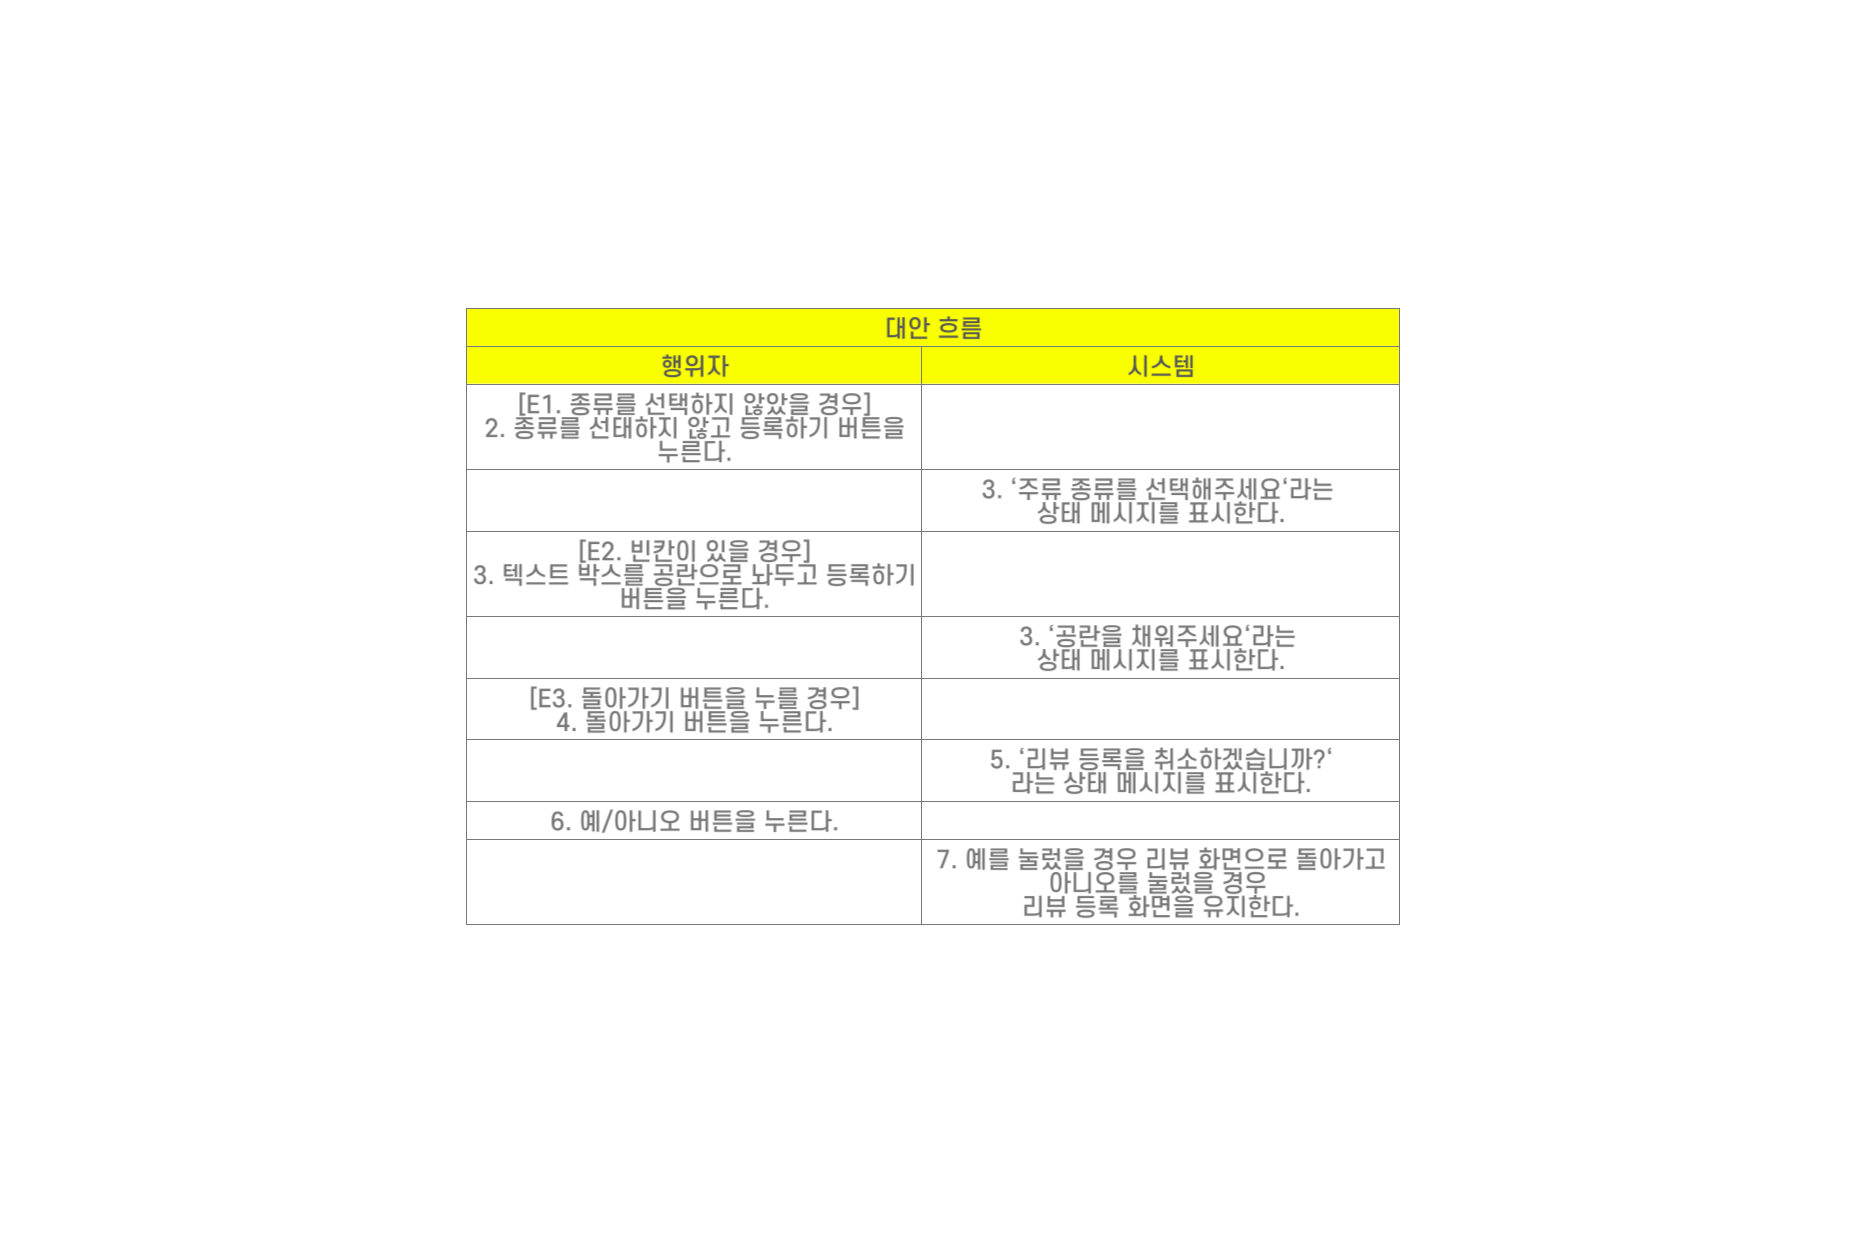 대안 흐름
행위자
시스템
[E1. 종류를 선택하지 않았을 경우]
2. 종류를 선태하지 않고 등록하기 버튼을
누른다.
3. ‘주류 종류를 선택해주세요‘라는
상태 메시지를 표시한다.
[E2. 빈칸이 있을 경우]
3. 텍스트 박스를 공란으로 놔두고 등록하기
버튼을 누른다.
3. ‘공란을 채워주세요‘라는
상태 메시지를 표시한다.
[E3. 돌아가기 버튼을 누를 경우]
4. 돌아가기 버튼을 누른다.
5. ‘리뷰 등록을 취소하겠습니까?‘
라는 상태 메시지를 표시한다.
6. 예/아니오 버튼을 누른다.
7. 예를 눌렀을 경우 리뷰 화면으로 돌아가고
아니오를 눌렀을 경우
리뷰 등록 화면을 유지한다.